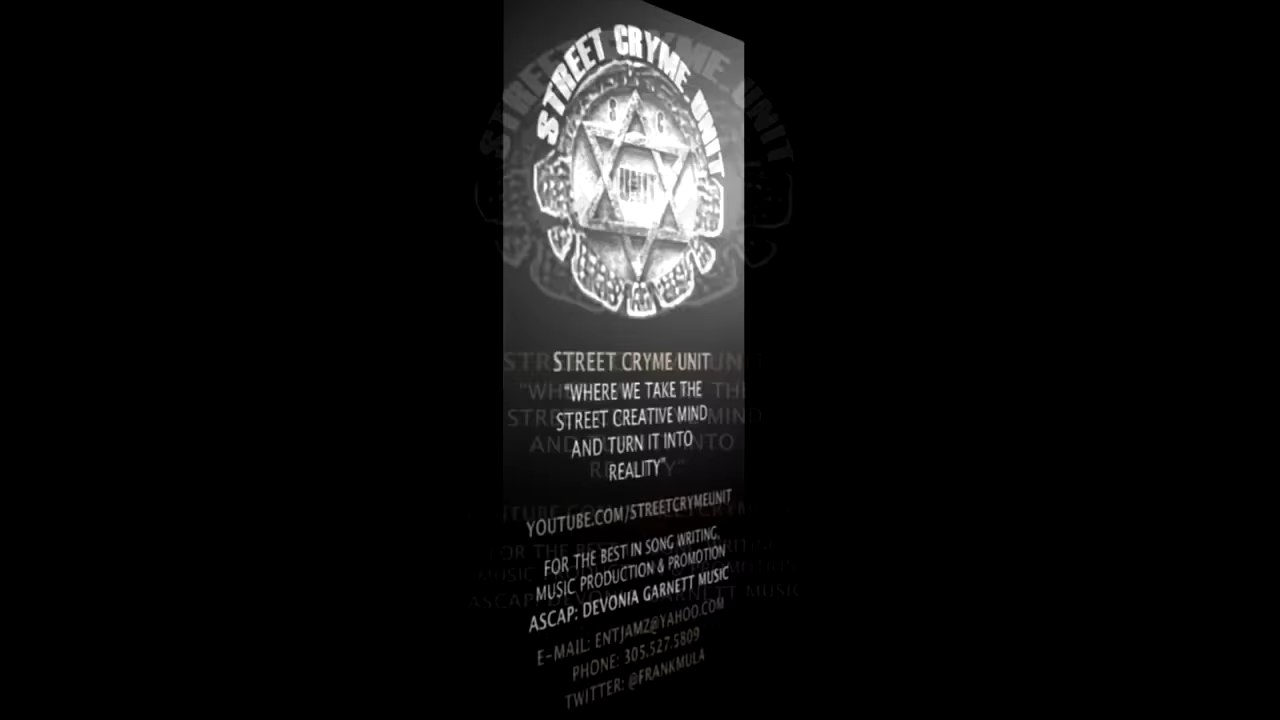 STREET CRYME UNIT
S C
UNIT
STREET CRYME UNIT
"WHERE WE TAKE THE
STREET CREATIVE MIND
AND TURN IT INTO
REALITY"
YOUTUBE.COM/STREETCRYMEUNIT
FOR THE BEST IN SONG WRITING,
MUSIC PRODUCTION & PROMOTION
ASCAP: DEVONIA GARNETT MUSIC
E-MAIL: ENTJAMZ@YAHOO.COM
PHONE: 305.527.5809
TWITTER: @FRANKMULA